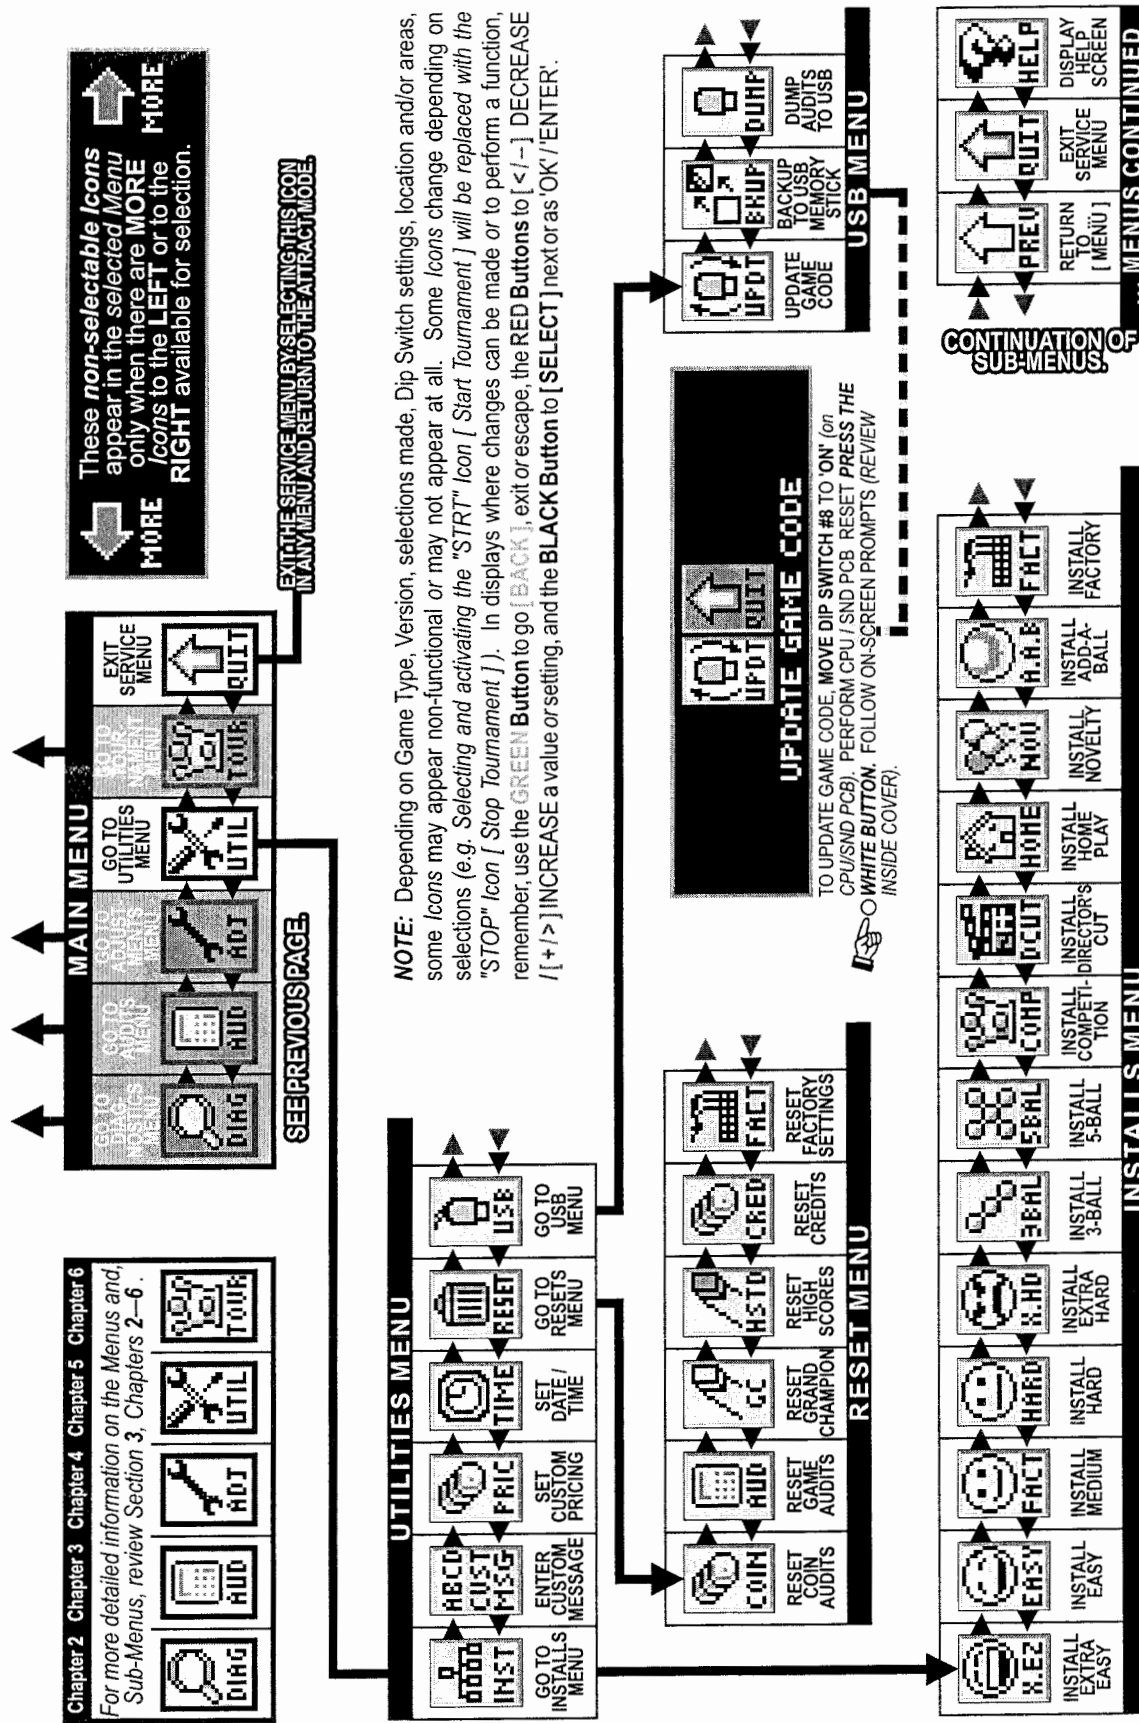 Chapter 2 Chapter 3 Chapter 4 Chapter 5 Chapter 6
For more detailed information on the Menus and,
Sub-Menus, review Section 3, Chapters 2—6.
DIAG AUD ADJ UTIL TOUR
MAIN MENU
GO TO
DIAG-
NOSTICS
MENU
GO TO
AUDITS
MENU
GO TO
ADJUST-
MENTS
MENU
GO TO
UTILITIES
MENU
GO TO
TOUR-
NAMENT
MENU
EXIT
SERVICE
MENU
DIAG AUD ADJ UTIL TOUR QUIT
SEE PREVIOUS PAGE.
MORE
These non-selectable Icons
appear in the selected Menu
only when there are MORE
Icons to the LEFT or to the
RIGHT available for selection.
MORE
EXIT THE SERVICE MENU BY SELECTING THIS ICON
IN ANY MENU AND RETURN TO THE ATTRACT MODE.
NOTE: Depending on Game Type, Version, selections made, Dip Switch settings, location and/or areas,
some Icons may appear non-functional or may not appear at all. Some Icons change depending on
selections (e.g. Selecting and activating the "STRT" Icon [ Start Tournament ] will be replaced with the
"STOP" Icon [ Stop Tournament ] ). In displays where changes can be made or to perform a function,
remember, use the GREEN Button to go [ BACK ], exit or escape, the RED Buttons to [ < / – ] DECREASE
/ [ + / > ] INCREASE a value or setting, and the BLACK Button to [ SELECT ] next or as 'OK' / 'ENTER'.
UTILITIES MENU
INST
ABCD
CUST
MSG
PRIC TIME RESET USB
GO TO
INSTALLS
MENU
ENTER
CUSTOM
MESSAGE
SET
CUSTOM
PRICING
SET
DATE /
TIME
GO TO
RESETS
MENU
GO TO
USB
MENU
UPDT QUIT
UPDATE GAME CODE
TO UPDATE GAME CODE, MOVE DIP SWITCH #8 TO 'ON' (on
CPU/SND PCB). PERFORM CPU / SND PCB RESET PRESS THE
WHITE BUTTON. FOLLOW ON-SCREEN PROMPTS (REVIEW
INSIDE COVER).
UPDT BKUP DUMP
UPDATE
GAME
CODE
BACKUP
TO USB
MEMORY
STICK
DUMP
AUDITS
TO USB
USB MENU
COIN AUD GC HSTD CRED FACT
RESET
COIN
AUDITS
RESET
GAME
AUDITS
RESET
GRAND
CHAMPION
RESET
HIGH
SCORES
RESET
CREDITS
RESET
FACTORY
SETTINGS
RESET MENU
X.EZ EASY FACT HARD X.HD 3BAL 5BAL COMP DCUT HOME NOV A.A.B FACT
INSTALL
EXTRA
EASY
INSTALL
EASY
INSTALL
MEDIUM
INSTALL
HARD
INSTALL
EXTRA
HARD
INSTALL
3-BALL
INSTALL
5-BALL
INSTALL
COMPETI-
TION
INSTALL
DIRECTOR'S
CUT
INSTALL
HOME
PLAY
INSTALL
NOVELTY
INSTALL
ADD-A-
BALL
INSTALL
FACTORY
INSTALLS MENU
CONTINUATION OF
SUB-MENUS.
PREV QUIT HELP
RETURN
TO
[ MENU ]
EXIT
SERVICE
MENU
DISPLAY
HELP
SCREEN
MENUS CONTINUED